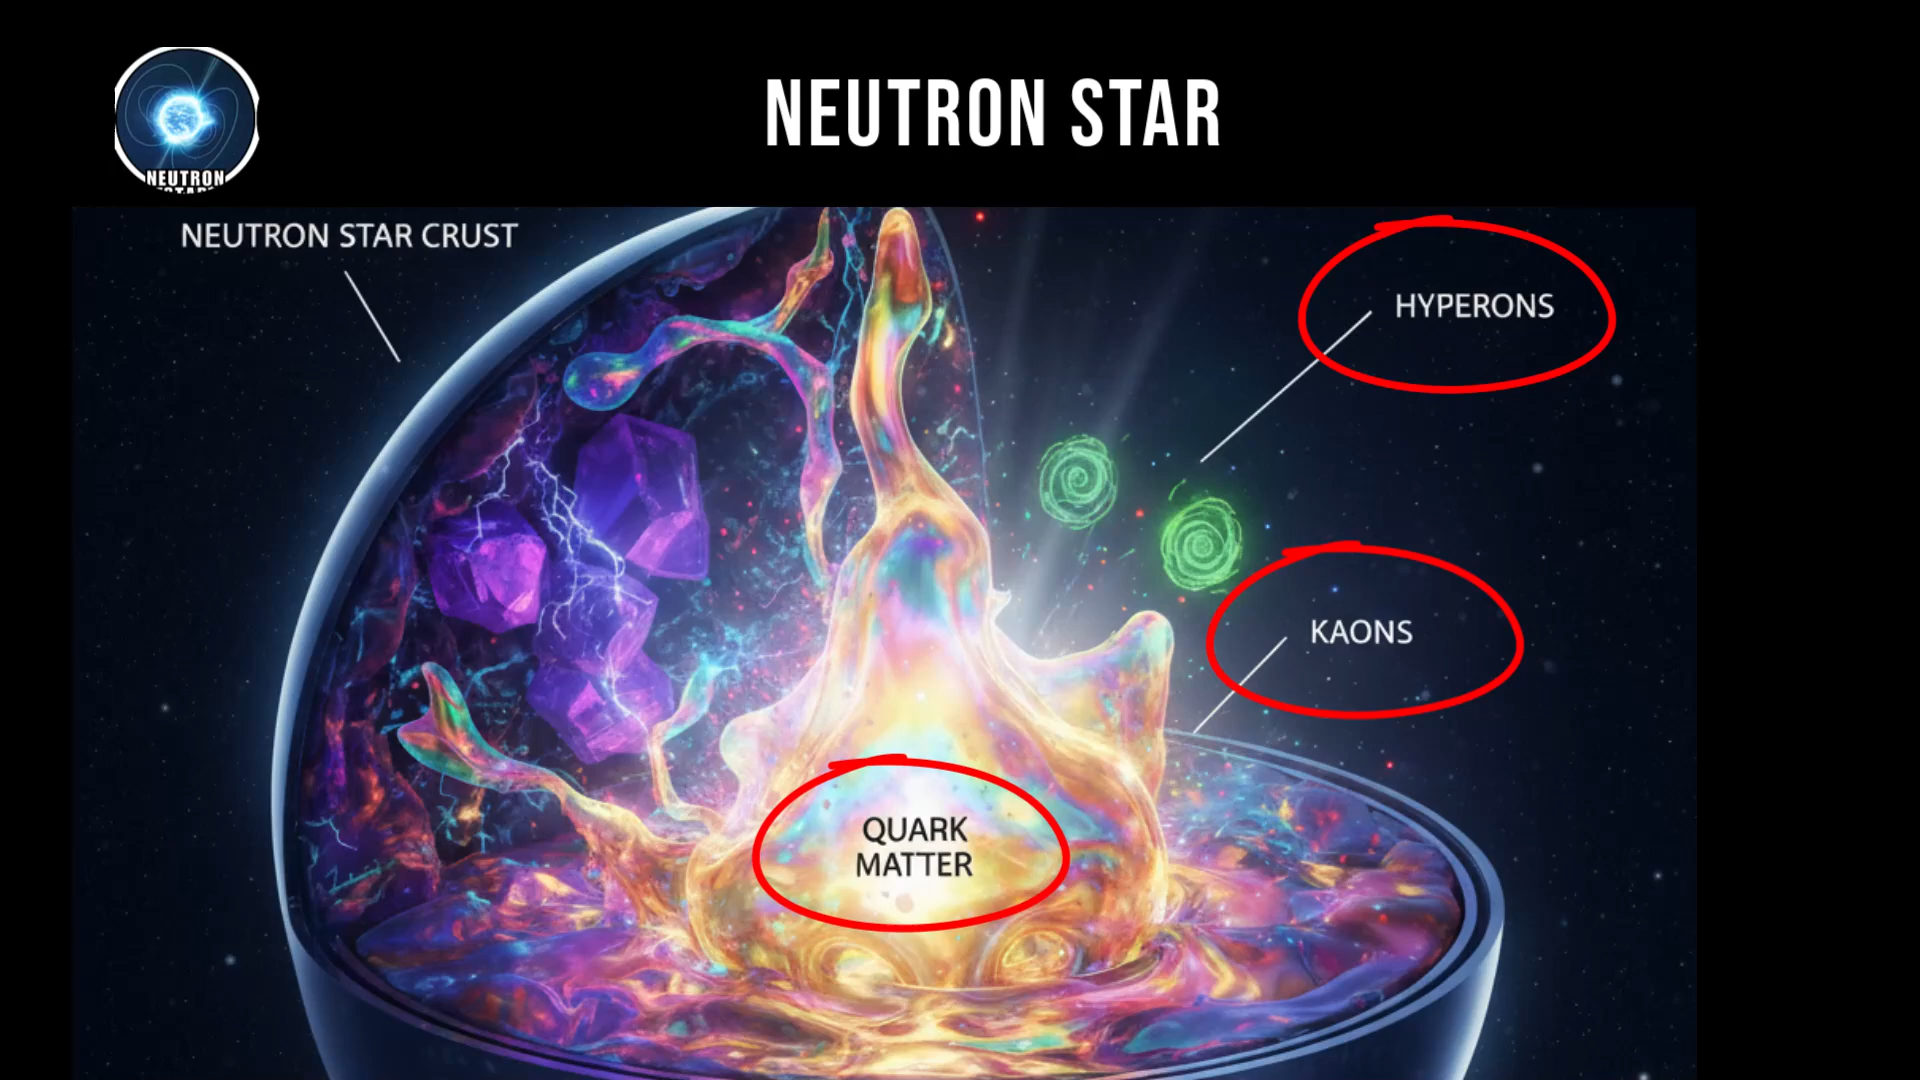 NEUTRON STAR
NEUTRON
NEUTRON STAR CRUST
HYPERONS
KAONS
QUARK
MATTER